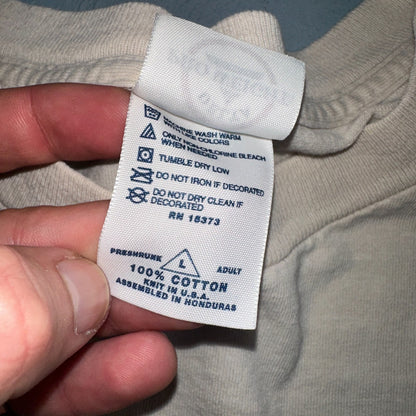 MACHINE WASH WARM
WITH LIKE COLORS
ONLY NON-CHLORINE BLEACH
WHEN NEEDED
TUMBLE DRY LOW
DO NOT IRON IF DECORATED
DO NOT DRY CLEAN IF
DECORATED
RN 15373
PRESHRUNK L ADULT
100% COTTON
KNIT IN U.S.A.
ASSEMBLED IN HONDURAS